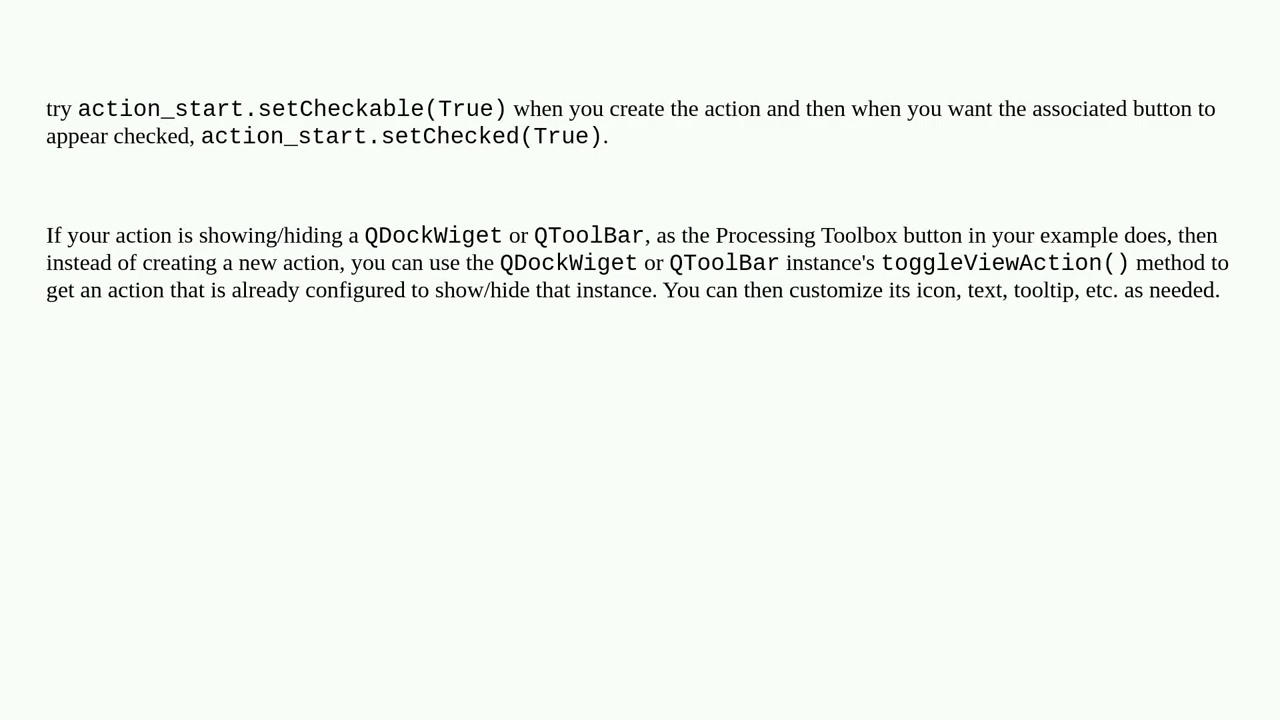 try action_start.setCheckable(True) when you create the action and then when you want the associated button to
appear checked, action_start.setChecked(True).
If your action is showing/hiding a QDockWiget or QToolBar, as the Processing Toolbox button in your example does, then
instead of creating a new action, you can use the QDockWiget or QToolBar instance's toggleViewAction() method to
get an action that is already configured to show/hide that instance. You can then customize its icon, text, tooltip, etc. as needed.